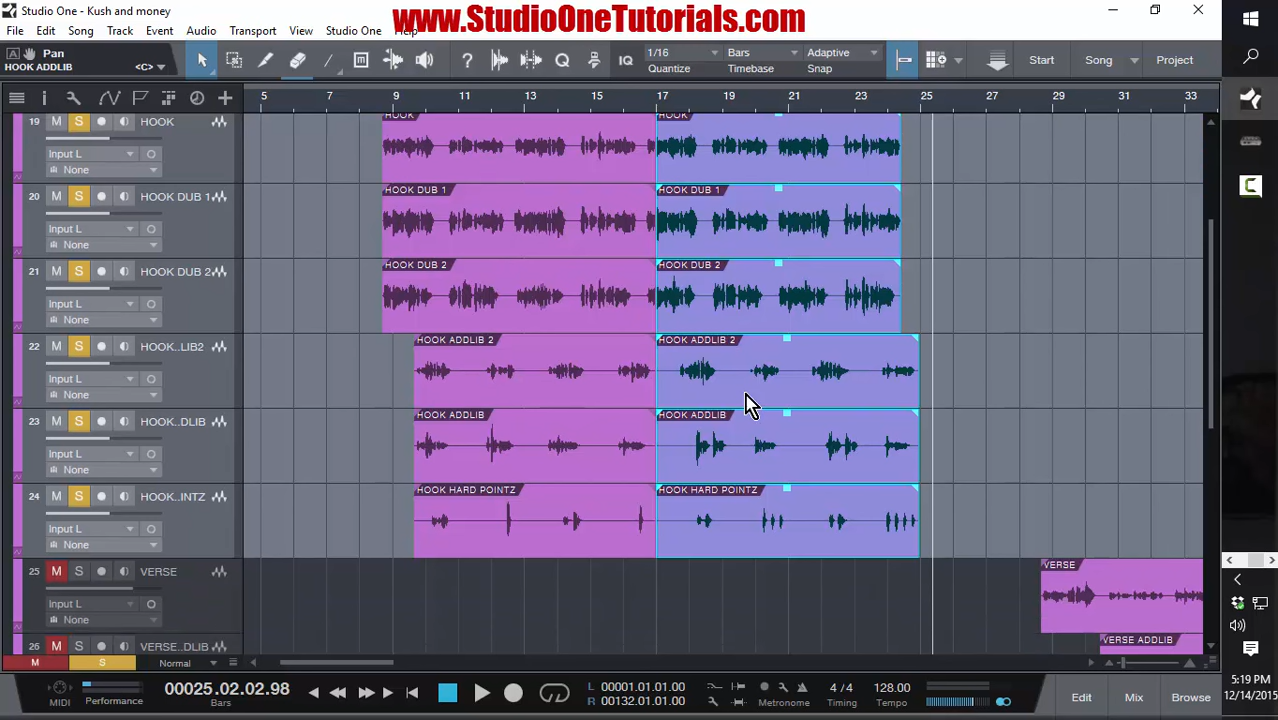 Studio One - Kush and money
www.StudioOneTutorials.com
File Edit Song Track Event Audio Transport View Studio One Help
Pan
HOOK ADDLIB <C>
IQ
1/16
Quantize
Bars
Timebase
Adaptive
Snap
Start Song Project
5 7 9 11 13 15 17 19 21 23 25 27 29 31 33
19 M S HOOK
Input L
None
HOOK HOOK
20 M S HOOK DUB 1
Input L
None
HOOK DUB 1 HOOK DUB 1
21 M S HOOK DUB 2
Input L
None
HOOK DUB 2 HOOK DUB 2
22 M S HOOK..LIB2
Input L
None
HOOK ADDLIB 2 HOOK ADDLIB 2
23 M S HOOK...DLIB
Input L
None
HOOK ADDLIB HOOK ADDLIB
24 M S HOOK..INTZ
Input L
None
HOOK HARD POINTZ HOOK HARD POINTZ
25 M S VERSE
Input L
None
VERSE
26 M S VERSE..DLIB
VERSE ADDLIB
M S Normal
MIDI Performance
00025.02.02.98
Bars
L 00001.01.01.00
R 00132.01.01.00
Metronome
4 / 4
Timing
128.00
Tempo
Edit Mix Browse
5:19 PM
12/14/2015